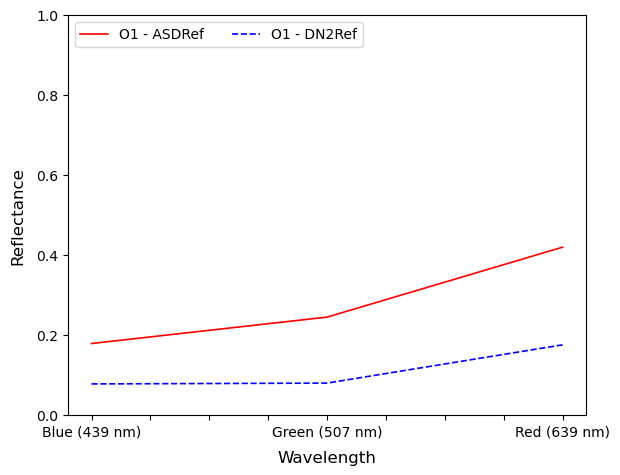 O1 - ASDRef O1 - DN2Ref
1.0
0.8
0.6
0.4
0.2
0.0
Reflectance
Blue (439 nm) Green (507 nm) Red (639 nm)
Wavelength